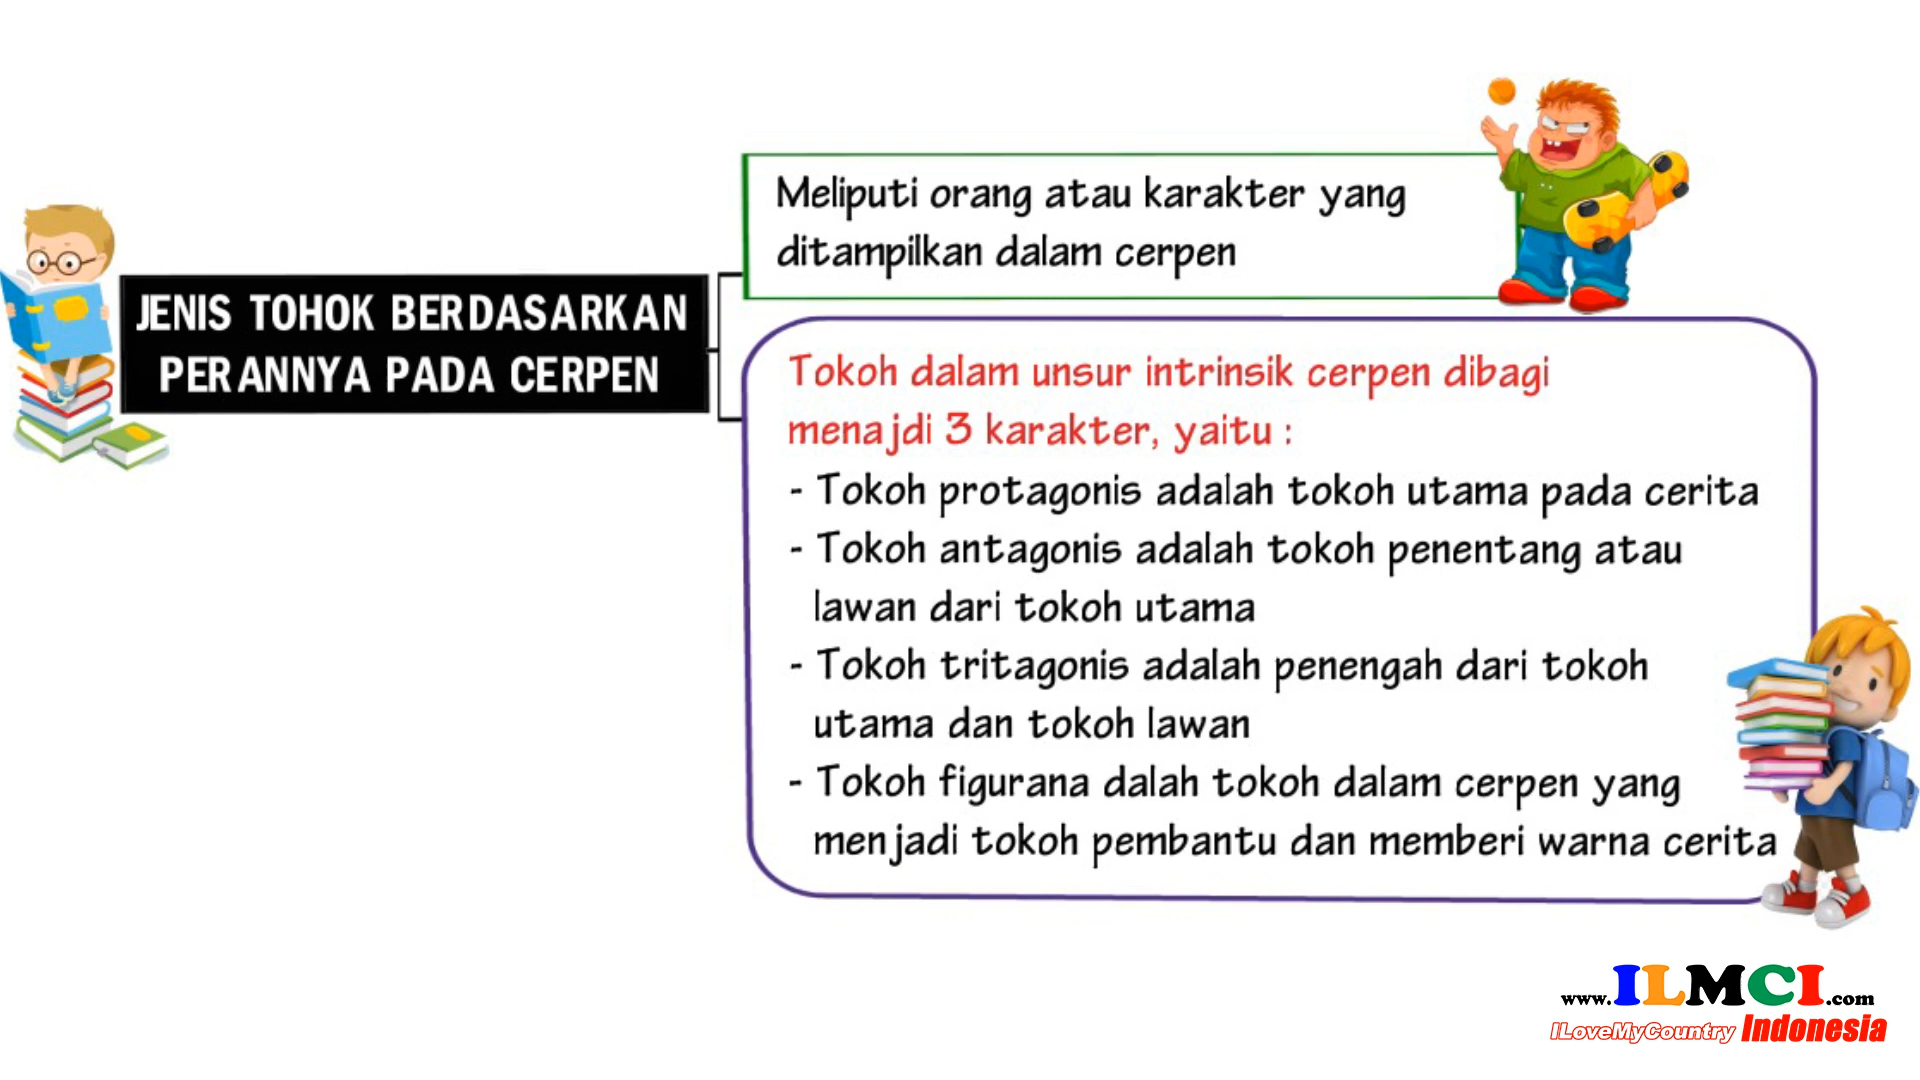 JENIS TOHOK BERDASARKAN
PERANNYA PADA CERPEN
Meliputi orang atau karakter yang
ditampilkan dalam cerpen
Tokoh dalam unsur intrinsik cerpen dibagi
menajdi 3 karakter, yaitu :
- Tokoh protagonis adalah tokoh utama pada cerita
- Tokoh antagonis adalah tokoh penentang atau
lawan dari tokoh utama
- Tokoh tritagonis adalah penengah dari tokoh
utama dan tokoh lawan
- Tokoh figurana dalah tokoh dalam cerpen yang
menjadi tokoh pembantu dan memberi warna cerita
www.ILMCI.com
ILoveMyCountry Indonesia